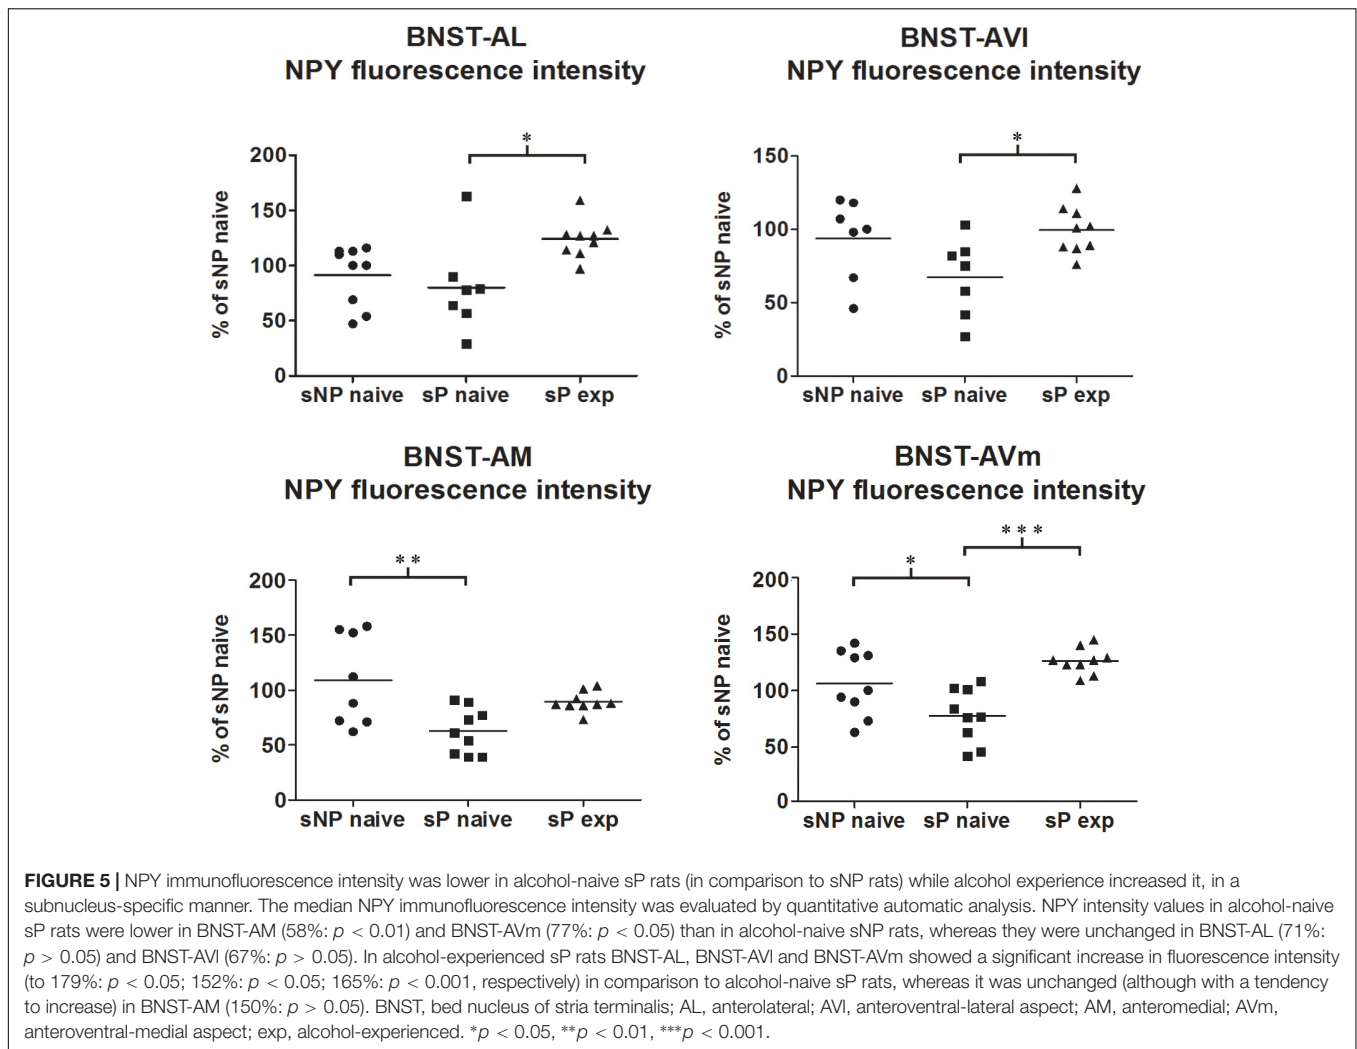 BNST-AL
NPY fluorescence intensity
*
200
150
100
50
0
% of sNP naive
sNP naive
sP naive
sP exp
BNST-AVl
NPY fluorescence intensity
*
150
100
50
0
% of sNP naive
sNP naive
sP naive
sP exp
BNST-AM
NPY fluorescence intensity
**
200
150
100
50
0
% of sNP naive
sNP naive
sP naive
sP exp
BNST-AVm
NPY fluorescence intensity
*
***
200
150
100
50
0
% of sNP naive
sNP naive
sP naive
sP exp
FIGURE 5 | NPY immunofluorescence intensity was lower in alcohol-naive sP rats (in comparison to sNP rats) while alcohol experience increased it, in a
subnucleus-specific manner. The median NPY immunofluorescence intensity was evaluated by quantitative automatic analysis. NPY intensity values in alcohol-naive
sP rats were lower in BNST-AM (58%: p < 0.01) and BNST-AVm (77%: p < 0.05) than in alcohol-naive sNP rats, whereas they were unchanged in BNST-AL (71%:
p > 0.05) and BNST-AVl (67%: p > 0.05). In alcohol-experienced sP rats BNST-AL, BNST-AVl and BNST-AVm showed a significant increase in fluorescence intensity
(to 179%: p < 0.05; 152%: p < 0.05; 165%: p < 0.001, respectively) in comparison to alcohol-naive sP rats, whereas it was unchanged (although with a tendency
to increase) in BNST-AM (150%: p > 0.05). BNST, bed nucleus of stria terminalis; AL, anterolateral; AVl, anteroventral-lateral aspect; AM, anteromedial; AVm,
anteroventral-medial aspect; exp, alcohol-experienced. *p < 0.05, **p < 0.01, ***p < 0.001.